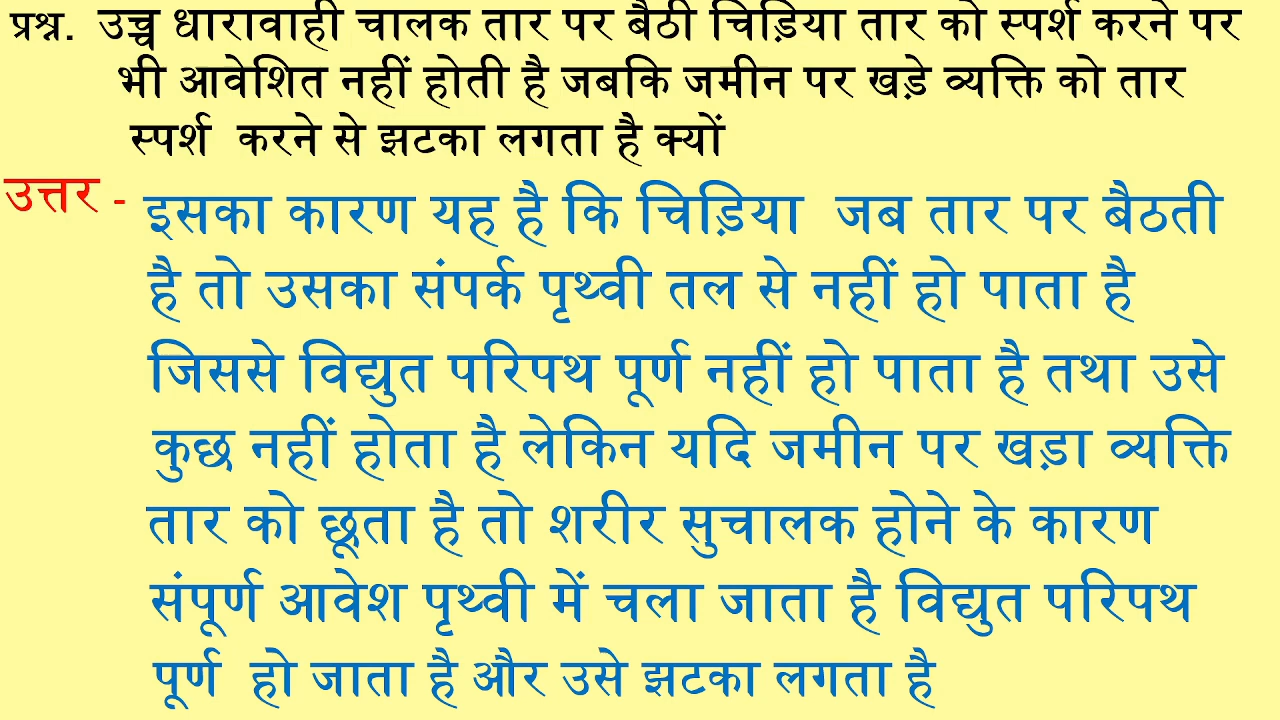 प्रश्न. उच्च धारावाही चालक तार पर बैठी चिड़िया तार को स्पर्श करने पर
भी आवेशित नहीं होती है जबकि जमीन पर खड़े व्यक्ति को तार
स्पर्श करने से झटका लगता है क्यों
उत्तर - इसका कारण यह है कि चिड़िया जब तार पर बैठती
है तो उसका संपर्क पृथ्वी तल से नहीं हो पाता है
जिससे विद्युत परिपथ पूर्ण नहीं हो पाता है तथा उसे
कुछ नहीं होता है लेकिन यदि जमीन पर खड़ा व्यक्ति
तार को छूता है तो शरीर सुचालक होने के कारण
संपूर्ण आवेश पृथ्वी में चला जाता है विद्युत परिपथ
पूर्ण हो जाता है और उसे झटका लगता है